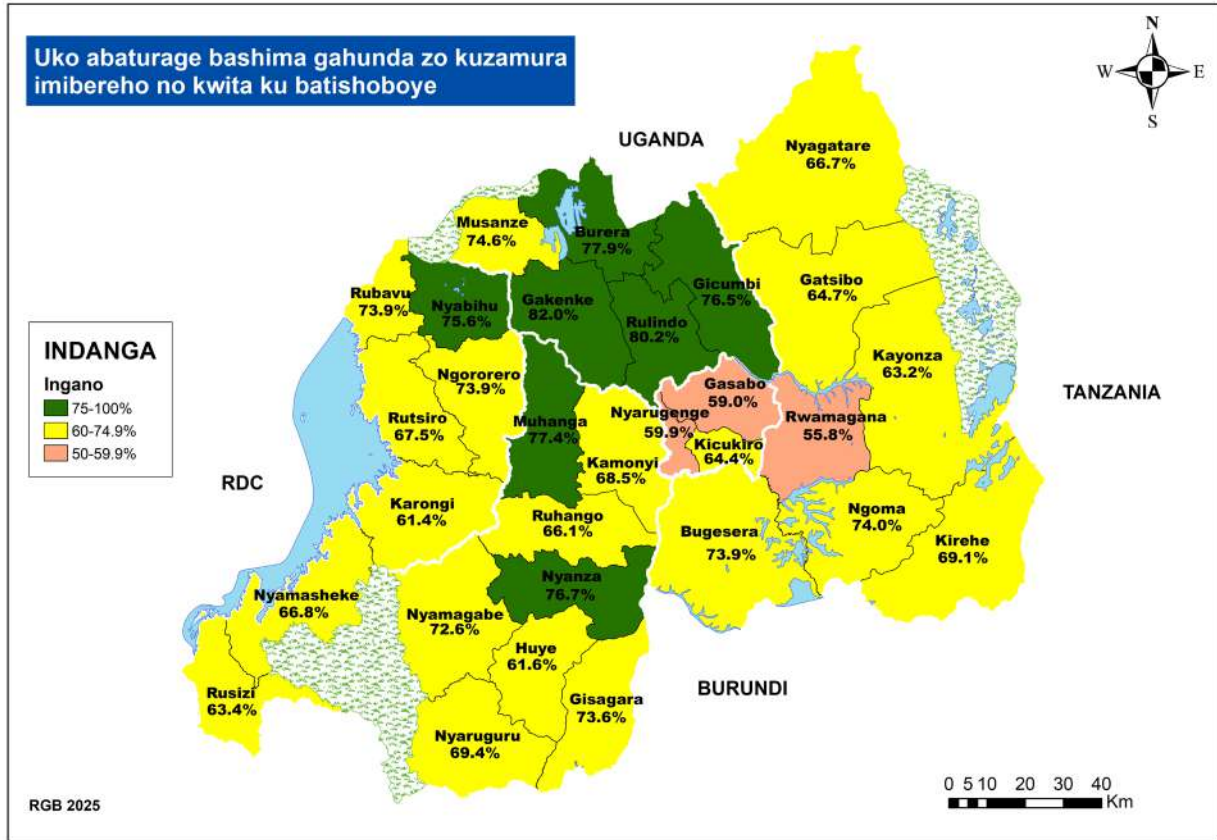 Uko abaturage bashima gahunda zo kuzamura
imibereho no kwita ku batishoboye
N
W
E
S
UGANDA
Nyagatare
66.7%
Musanze
74.6%
Burera
77.9%
Gicumbi
76.5%
Gatsibo
64.7%
Rubavu
73.9%
Nyabihu
75.6%
Gakenke
82.0%
Rulindo
80.2%
INDANGA
Ingano
75-100%
60-74.9%
50-59.9%
Kayonza
63.2%
Ngororero
73.9%
Gasabo
59.0%
TANZANIA
Rutsiro
67.5%
Muhanga
77.4%
Nyarugenge
59.9%
Rwamagana
55.8%
Kicukiro
64.4%
Kamonyi
68.5%
RDC
Karongi
61.4%
Ruhango
66.1%
Bugesera
73.9%
Ngoma
74.0%
Kirehe
69.1%
Nyanza
76.7%
Nyamasheke
66.8%
Nyamagabe
72.6%
Huye
61.6%
BURUNDI
Rusizi
63.4%
Gisagara
73.6%
Nyaruguru
69.4%
0 5 10 20 30 40
Km
RGB 2025